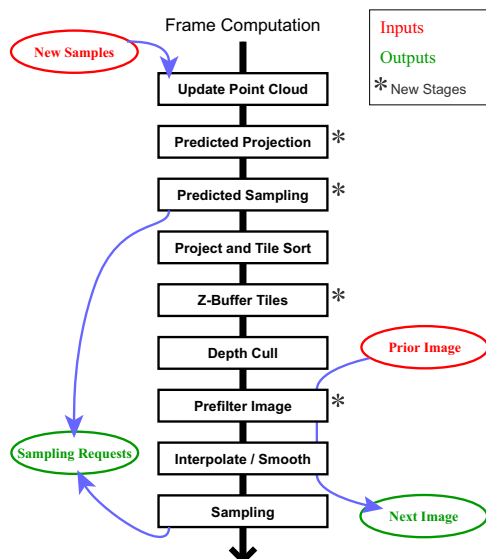 Frame Computation
Inputs
Outputs
* New Stages
New Samples
Update Point Cloud
Predicted Projection *
Predicted Sampling *
Project and Tile Sort
Z-Buffer Tiles *
Depth Cull
Prior Image
Prefilter Image *
Interpolate / Smooth
Sampling Requests
Sampling
Next Image